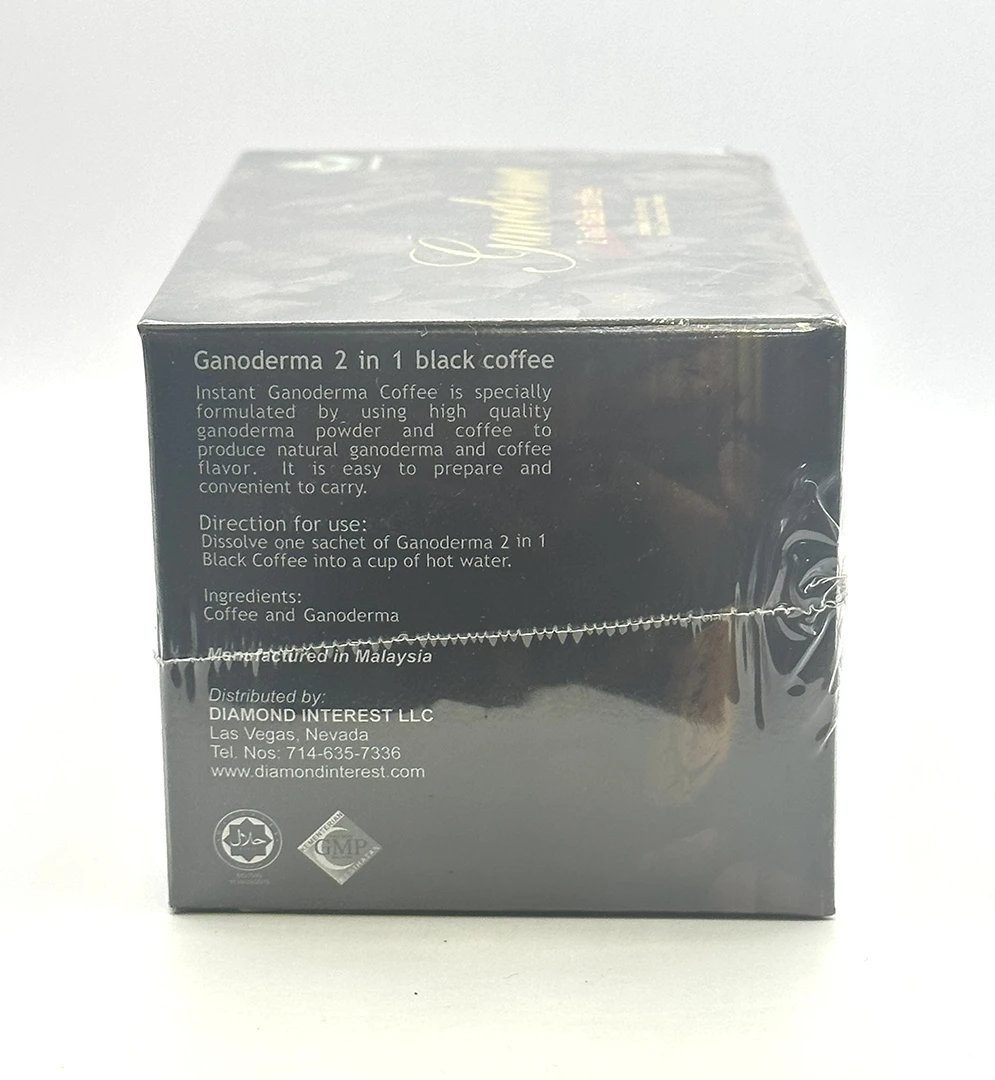 Ganoderma
Ganoderma 2 in 1 black coffee
Instant Ganoderma Coffee is specially
formulated by using high quality
ganoderma powder and coffee to
produce natural ganoderma and coffee
flavor. It is easy to prepare and
convenient to carry.
Direction for use:
Dissolve one sachet of Ganoderma 2 in 1
Black Coffee into a cup of hot water.
Ingredients:
Coffee and Ganoderma
Manufactured in Malaysia
Distributed by:
DIAMOND INTEREST LLC
Las Vegas, Nevada
Tel. Nos: 714-635-7336
www.diamondinterest.com
حلال
KEMENTERIAN
GMP